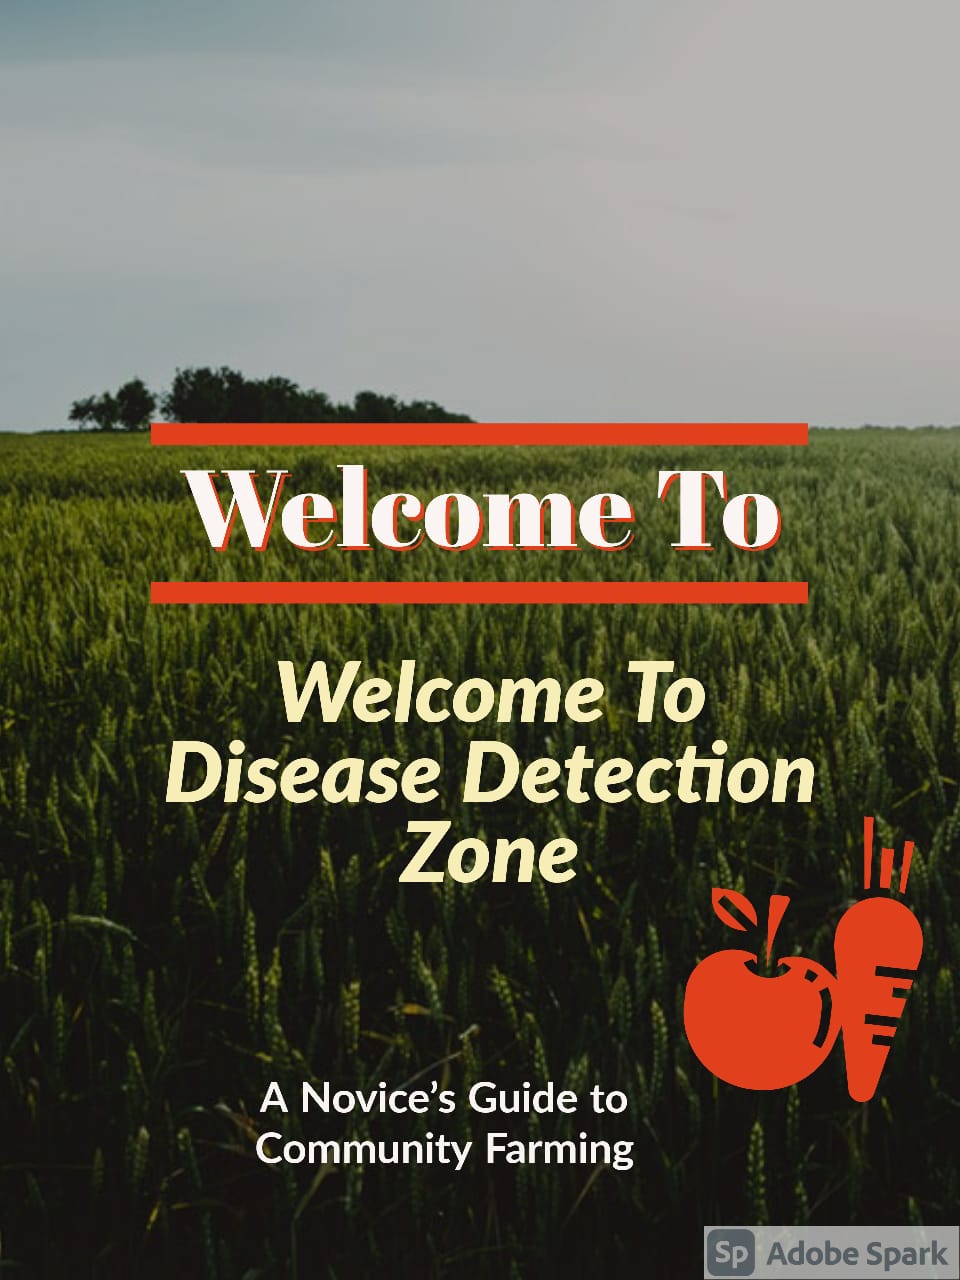 Welcome To
Welcome To
Disease Detection
Zone
A Novice’s Guide to
Community Farming
Sp Adobe Spark